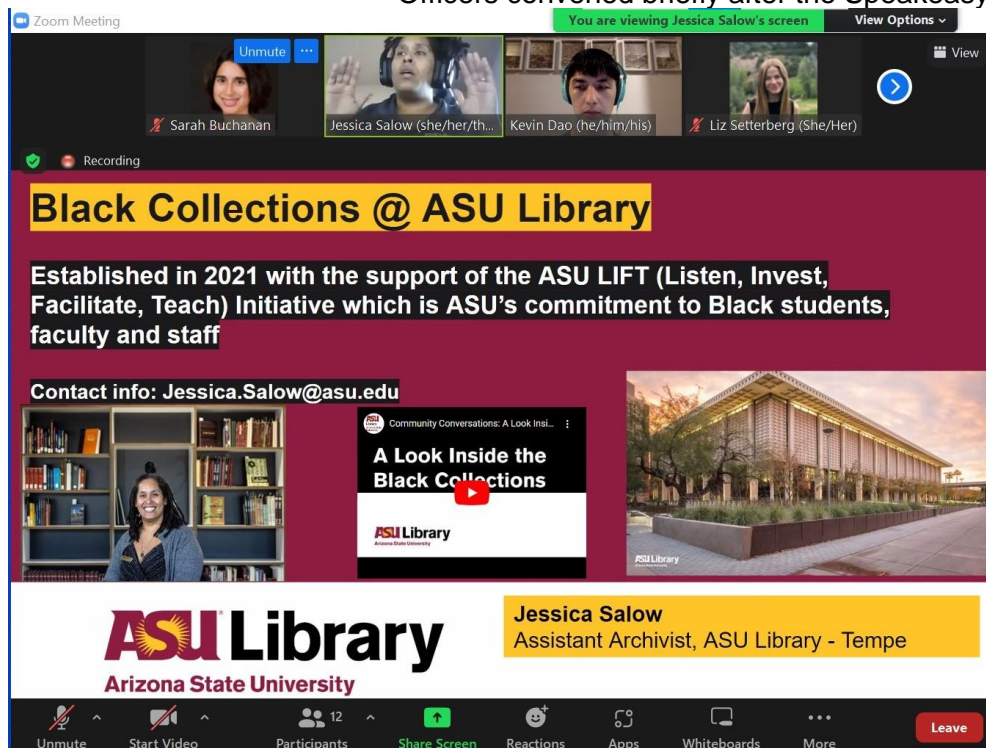 Officers convened briefly after the Speakeasy
Zoom Meeting
You are viewing Jessica Salow's screen
View Options
Unmute
View
Sarah Buchanan
Jessica Salow (she/her/th...
Kevin Dao (he/him/his)
Liz Setterberg (She/Her)
Recording
Black Collections @ ASU Library
Established in 2021 with the support of the ASU LIFT (Listen, Invest,
Facilitate, Teach) Initiative which is ASU's commitment to Black students,
faculty and staff
Contact info: Jessica.Salow@asu.edu
ASU Library
Community Conversations: A Look Insi...
A Look Inside the
Black Collections
ASU Library
Arizona State University
ASU Library
ASU Library
Arizona State University
Jessica Salow
Assistant Archivist, ASU Library - Tempe
12
Unmute
Start Video
Participants
Share Screen
Reactions
Apps
Whiteboards
More
Leave